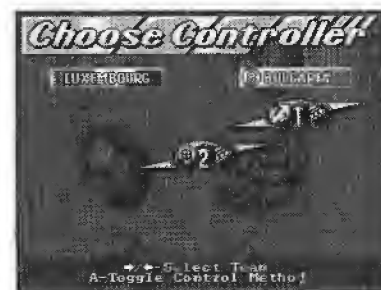 Choose Controller
LUXEMBOURG
BULGARIA
1
2
→/←-Select Team
A-Toggle Control Method